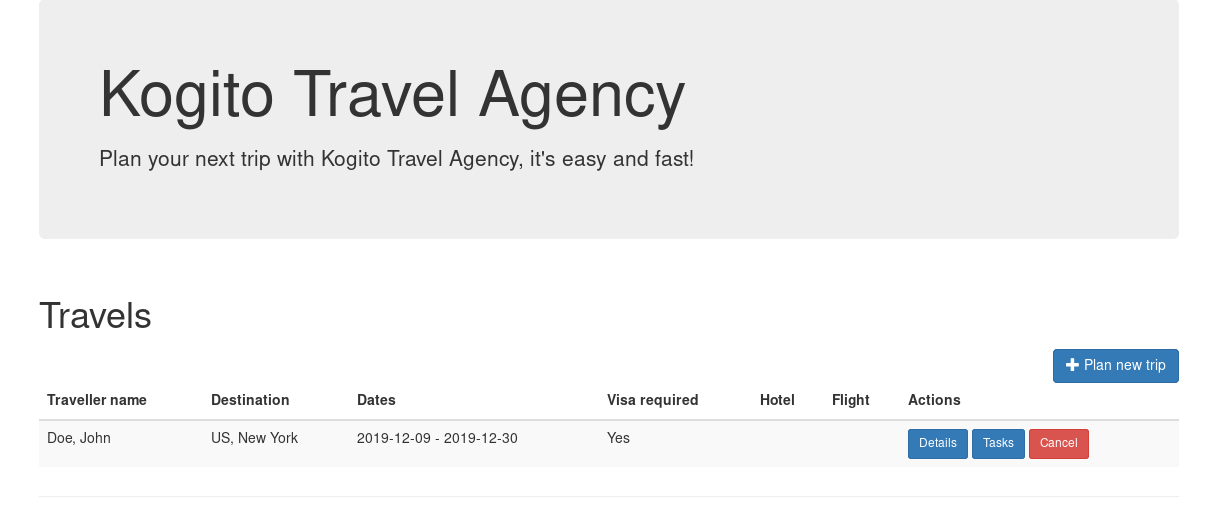 Kogito Travel Agency
Plan your next trip with Kogito Travel Agency, it's easy and fast!
Travels
Plan new trip
Traveller name Destination Dates Visa required Hotel Flight Actions
Doe, John US, New York 2019-12-09 - 2019-12-30 Yes Details Tasks Cancel